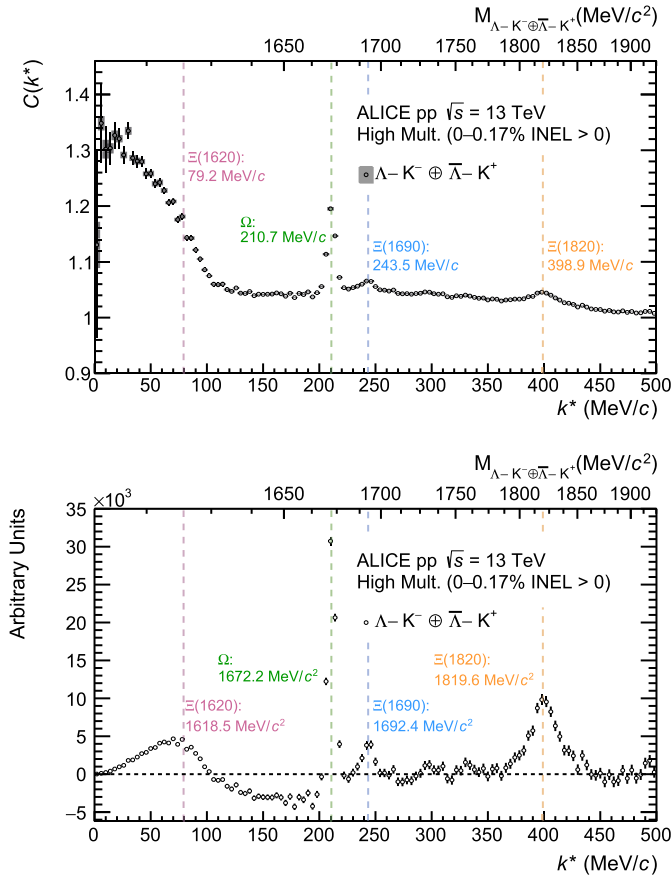 M_Λ−K⁻⊕Λ̅−K⁺(MeV/c²)
1650 1690 1750 1800 1850 1900
C(k*)
1.4
1.3
1.2
1.1
1
0.9
ALICE pp √s = 13 TeV
High Mult. (0–0.17% INEL > 0)
Λ− K⁻ ⊕ Λ̅− K⁺
Ξ(1620):
79.2 MeV/c
Ω:
210.7 MeV/c
Ξ(1690):
243.5 MeV/c
Ξ(1820):
398.9 MeV/c
0 50 100 150 200 250 300 350 400 450 500
k* (MeV/c)
M_Λ−K⁻⊕Λ̅−K⁺(MeV/c²)
1650 1690 1750 1800 1850 1900
×10³
Arbitrary Units
35
30
25
20
15
10
5
0
−5
ALICE pp √s = 13 TeV
High Mult. (0–0.17% INEL > 0)
Λ− K⁻ ⊕ Λ̅− K⁺
Ω:
1672.2 MeV/c²
Ξ(1820):
1819.6 MeV/c²
Ξ(1620):
1618.5 MeV/c²
Ξ(1690):
1692.4 MeV/c²
0 50 100 150 200 250 300 350 400 450 500
k* (MeV/c)